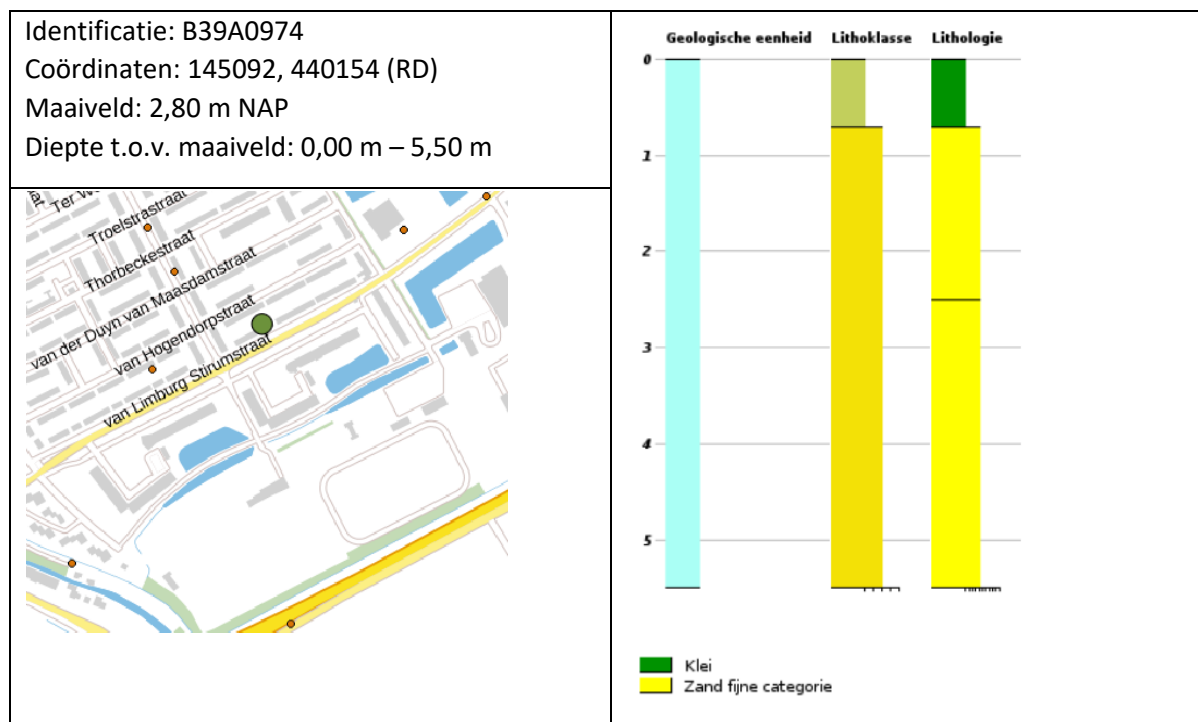 Identificatie: B39A0974
Coördinaten: 145092, 440154 (RD)
Maaiveld: 2,80 m NAP
Diepte t.o.v. maaiveld: 0,00 m – 5,50 m
Troelstrastraat
Thorbeckestraat
van der Duyn van Maasdamstraat
van Hogendorpstraat
van Limburg Stirumstraat
Geologische eenheid Lithoklasse Lithologie
0
1
2
3
4
5
Klei
Zand fijne categorie